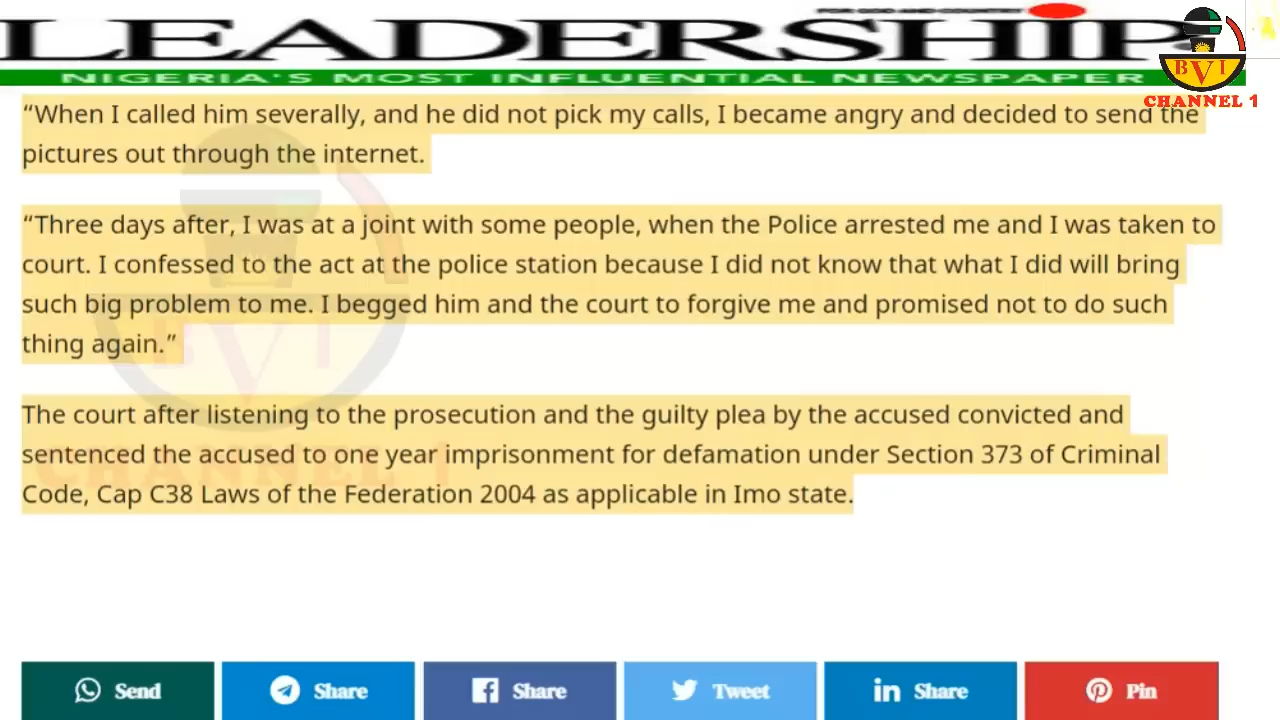 FOR GOD AND COUNTRY
LEADERSHIP
NIGERIA'S MOST INFLUENTIAL NEWSPAPER
BVI
CHANNEL 1
“When I called him severally, and he did not pick my calls, I became angry and decided to send the
pictures out through the internet.
“Three days after, I was at a joint with some people, when the Police arrested me and I was taken to
court. I confessed to the act at the police station because I did not know that what I did will bring
such big problem to me. I begged him and the court to forgive me and promised not to do such
thing again.”
The court after listening to the prosecution and the guilty plea by the accused convicted and
sentenced the accused to one year imprisonment for defamation under Section 373 of Criminal
Code, Cap C38 Laws of the Federation 2004 as applicable in Imo state.
BVI
CHANNEL 1
Send
Share
Share
Tweet
Share
Pin